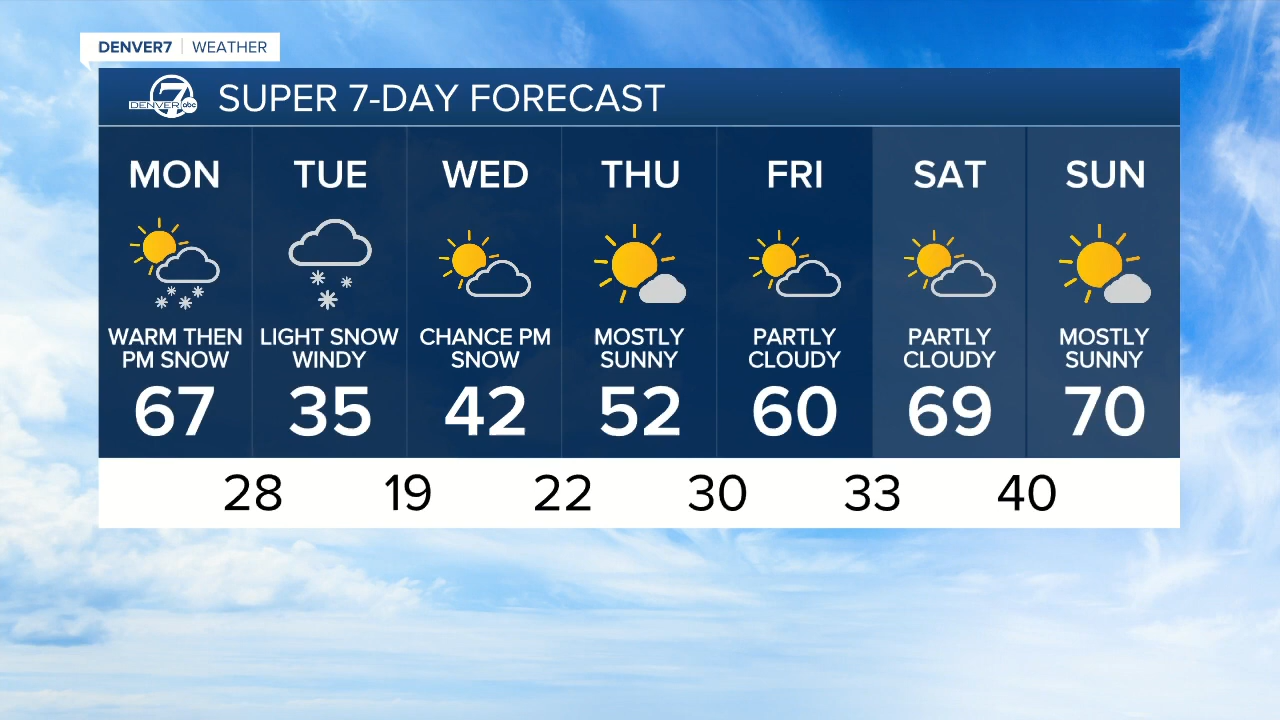 DENVER7 | WEATHER
7
DENVER abc
SUPER 7-DAY FORECAST
MON
WARM THEN
PM SNOW
67
TUE
LIGHT SNOW
WINDY
35
WED
CHANCE PM
SNOW
42
THU
MOSTLY
SUNNY
52
FRI
PARTLY
CLOUDY
60
SAT
PARTLY
CLOUDY
69
SUN
MOSTLY
SUNNY
70
28 19 22 30 33 40